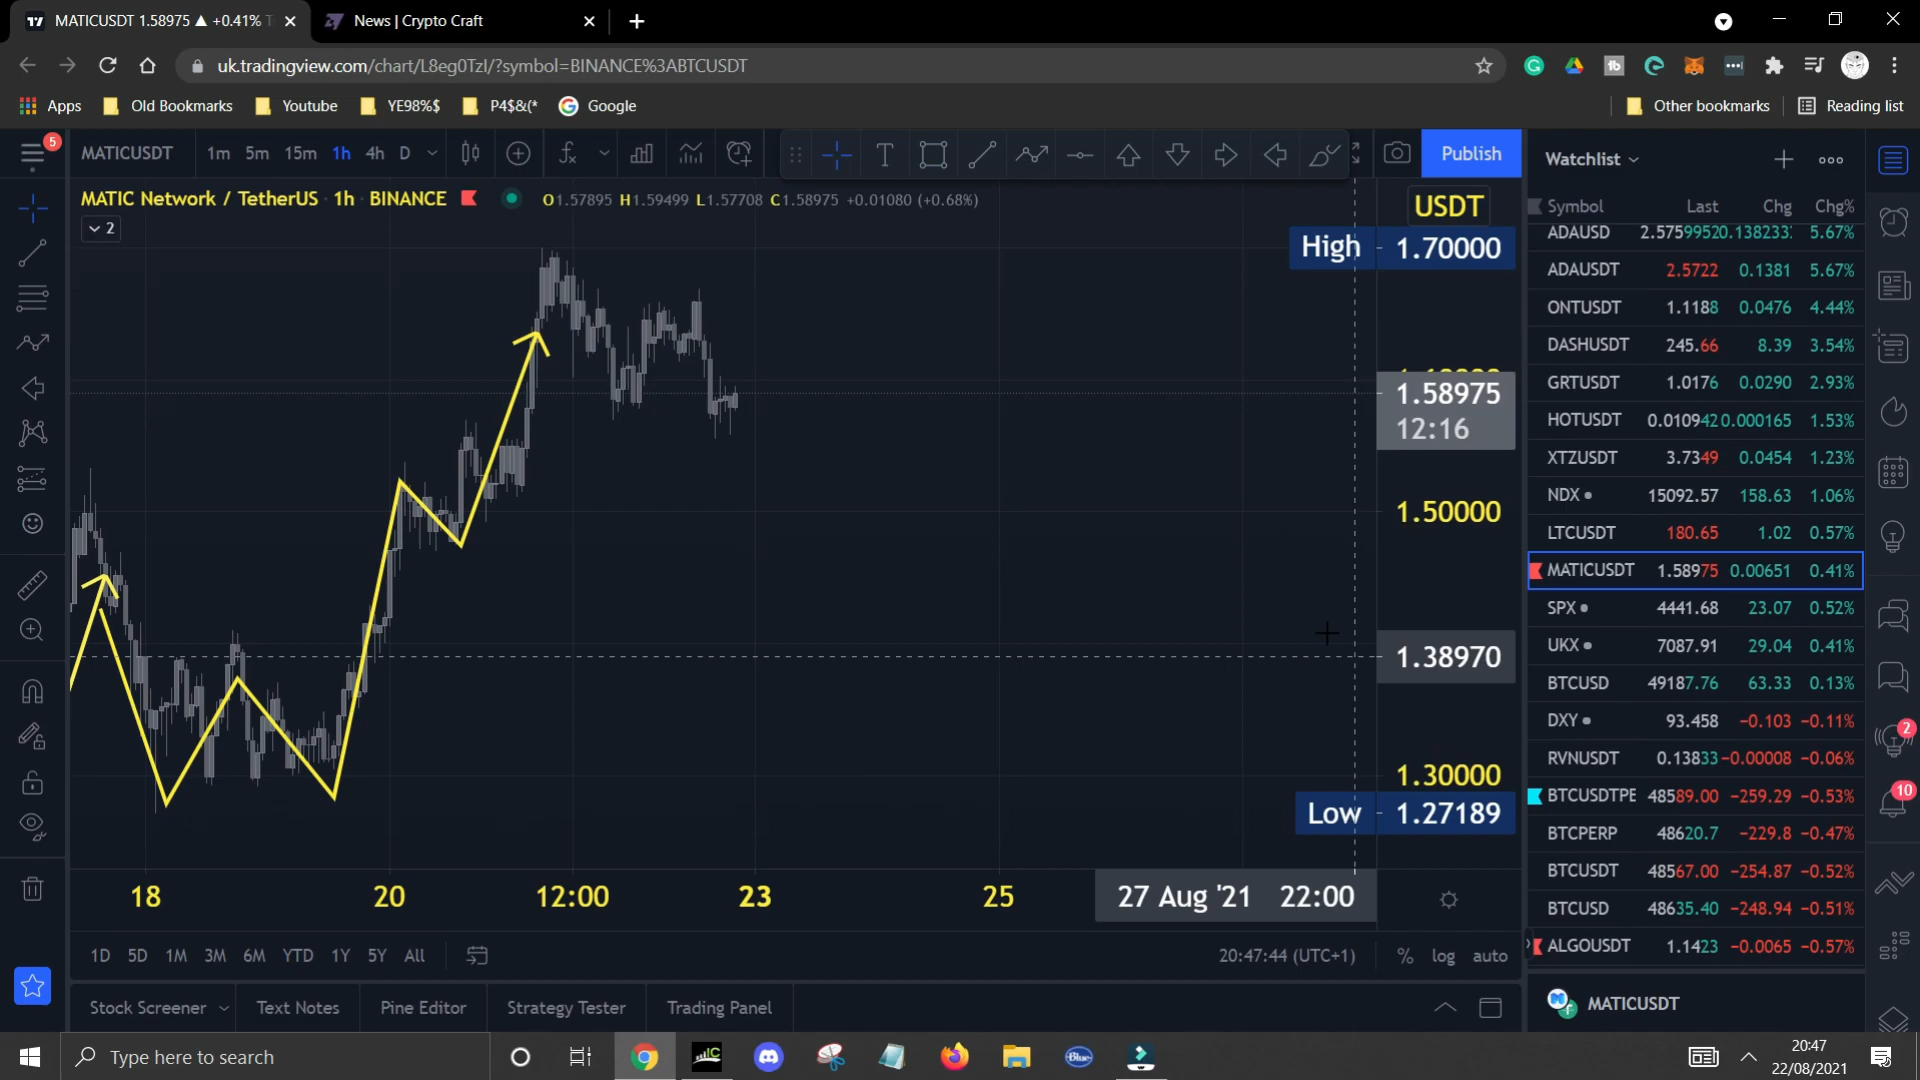 MATICUSDT 1.58975 ▲ +0.41%
News | Crypto Craft
uk.tradingview.com/chart/L8eg0TzI/?symbol=BINANCE%3ABTCUSDT
Apps
Old Bookmarks
Youtube
YE98%$
P4$&(*
Google
Other bookmarks
Reading list
5
MATICUSDT
1m 5m 15m 1h 4h D
Publish
MATIC Network / TetherUS · 1h · BINANCE
O1.57895 H1.59499 L1.57708 C1.58975 +0.01080 (+0.68%)
2
USDT
High 1.70000
1.58975
12:16
1.50000
1.38970
1.30000
Low 1.27189
18 20 12:00 23 25
27 Aug '21 22:00
1D 5D 1M 3M 6M YTD 1Y 5Y All
20:47:44 (UTC+1)
% log auto
Stock Screener
Text Notes
Pine Editor
Strategy Tester
Trading Panel
Watchlist
Symbol Last Chg Chg%
ADAUSD 2.5759952 0.138233 5.67%
ADAUSDT 2.5722 0.1381 5.67%
ONTUSDT 1.1188 0.0476 4.44%
DASHUSDT 245.66 8.39 3.54%
GRTUSDT 1.0176 0.0290 2.93%
HOTUSDT 0.010942 0.000165 1.53%
XTZUSDT 3.7349 0.0454 1.23%
NDX 15092.57 158.63 1.06%
LTCUSDT 180.65 1.02 0.57%
MATICUSDT 1.58975 0.00651 0.41%
SPX 4441.68 23.07 0.52%
UKX 7087.91 29.04 0.41%
BTCUSD 49187.76 63.33 0.13%
DXY 93.458 −0.103 −0.11%
RVNUSDT 0.13833 −0.00008 −0.06%
BTCUSDTPE 48589.00 −259.29 −0.53%
BTCPERP 48620.7 −229.8 −0.47%
BTCUSDT 48567.00 −254.87 −0.52%
BTCUSD 48635.40 −248.94 −0.51%
ALGOUSDT 1.1423 −0.0065 −0.57%
MATICUSDT
2
10
Type here to search
IC
Blue
20:47
22/08/2021